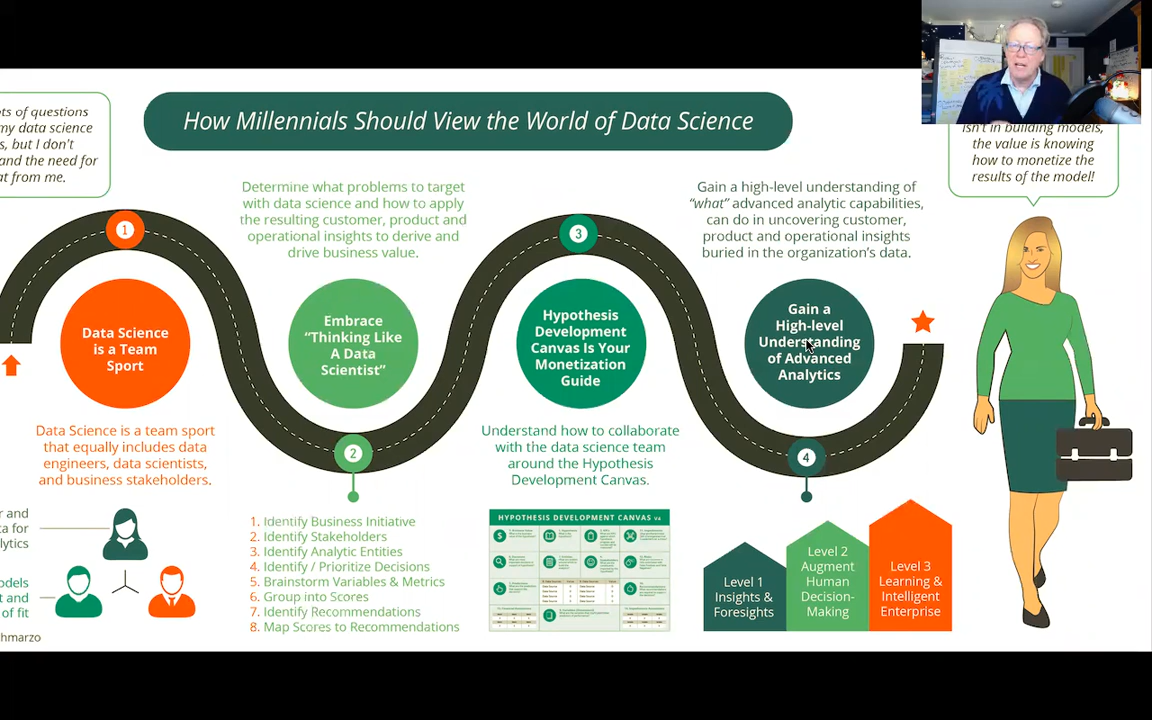 ots of questions
my data science
s, but I don't
and the need for
at from me.
How Millennials Should View the World of Data Science
isn't in building models,
the value is knowing
how to monetize the
results of the model!
1
Data Science
is a Team
Sport
Data Science is a team sport
that equally includes data
engineers, data scientists,
and business stakeholders.
r and
ta for
alytics
odels
t and
of fit
hmarzo
Determine what problems to target
with data science and how to apply
the resulting customer, product and
operational insights to derive and
drive business value.
Embrace
"Thinking Like
A Data
Scientist"
2
1. Identify Business Initiative
2. Identify Stakeholders
3. Identify Analytic Entities
4. Identify / Prioritize Decisions
5. Brainstorm Variables & Metrics
6. Group into Scores
7. Identify Recommendations
8. Map Scores to Recommendations
3
Hypothesis
Development
Canvas Is Your
Monetization
Guide
Understand how to collaborate
with the data science team
around the Hypothesis
Development Canvas.
HYPOTHESIS DEVELOPMENT CANVAS
Gain a high-level understanding of
"what" advanced analytic capabilities,
can do in uncovering customer,
product and operational insights
buried in the organization's data.
Gain a
High-level
Understanding
of Advanced
Analytics
4
Level 1
Insights &
Foresights
Level 2
Augment
Human
Decision-
Making
Level 3
Learning &
Intelligent
Enterprise